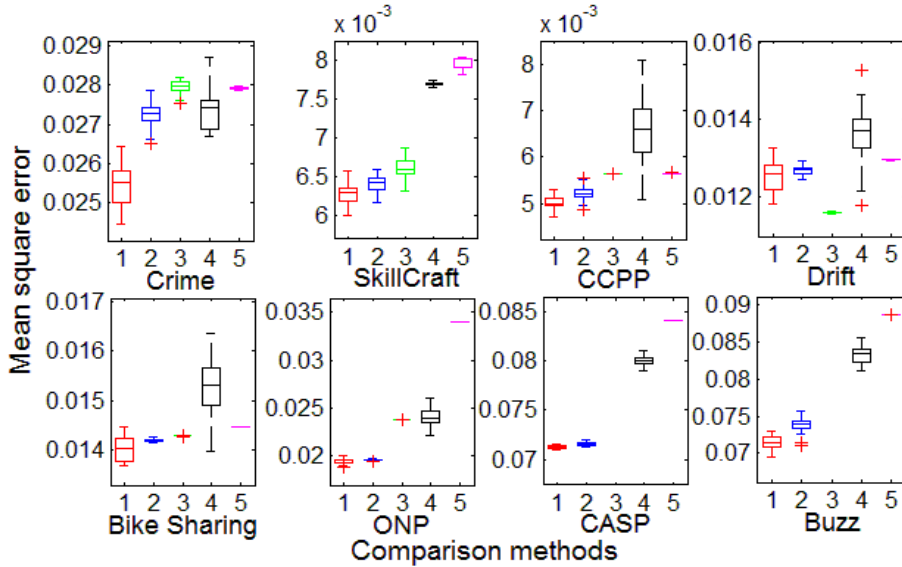 x 10⁻³ x 10⁻³
0.029 0.028 0.027 0.026 0.025
8 7.5 7 6.5 6
8 7 6 5
0.016 0.014 0.012
1 2 3 4 5 1 2 3 4 5 1 2 3 4 5 1 2 3 4 5
Crime SkillCraft CCPP Drift
Mean square error
0.017 0.016 0.015 0.014
0.035 0.03 0.025 0.02
0.085 0.08 0.075 0.07
0.09 0.085 0.08 0.075 0.07
1 2 3 4 5 1 2 3 4 5 1 2 3 4 5 1 2 3 4 5
Bike Sharing ONP CASP Buzz
Comparison methods